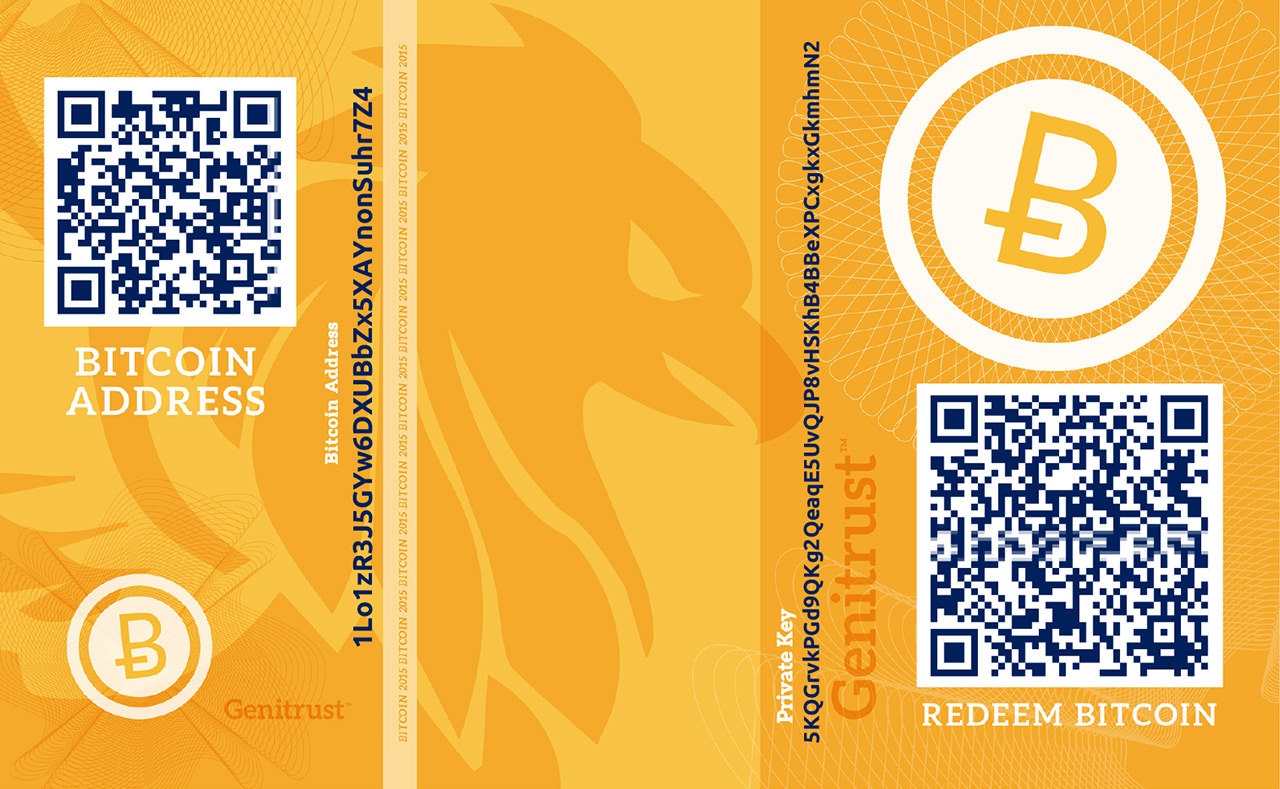 BITCOIN
ADDRESS
Bitcoin Address
1Lo1zR3J5GYw6DXUBbZx5XAYnonSuhr7Z4
Genitrust™
BITCOIN 2015 BITCOIN 2015 BITCOIN 2015 BITCOIN 2015 BITCOIN 2015 BITCOIN 2015 BITCOIN 2015 BITCOIN 2015 BITCOIN 2015
Private Key
5KQGrvkPGd9QKg2QeaqE5UvQJP8vHSKhB4BBeXPCxgkxGkmhmN2
Genitrust™
REDEEM BITCOIN